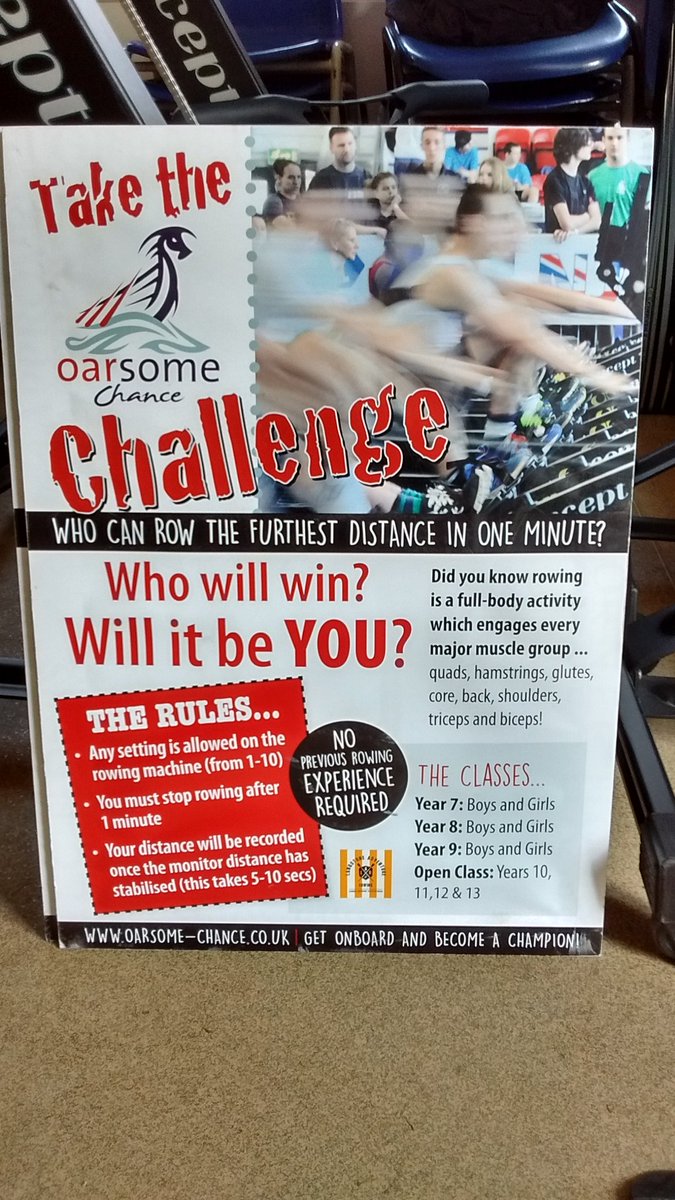 cept
Take the
oarsome
Chance
Challenge
cept
WHO CAN ROW THE FURTHEST DISTANCE IN ONE MINUTE?
Who will win?
Will it be YOU?
Did you know rowing
is a full-body activity
which engages every
major muscle group ...
quads, hamstrings, glutes,
core, back, shoulders,
triceps and biceps!
THE RULES...
• Any setting is allowed on the
rowing machine (from 1-10)
• You must stop rowing after
1 minute
• Your distance will be recorded
once the monitor distance has
stabilised (this takes 5-10 secs)
NO
PREVIOUS ROWING
EXPERIENCE
REQUIRED
THE CLASSES...
Year 7: Boys and Girls
Year 8: Boys and Girls
Year 9: Boys and Girls
Open Class: Years 10,
11,12 & 13
WWW.OARSOME-CHANCE.CO.UK | GET ONBOARD AND BECOME A CHAMPION!